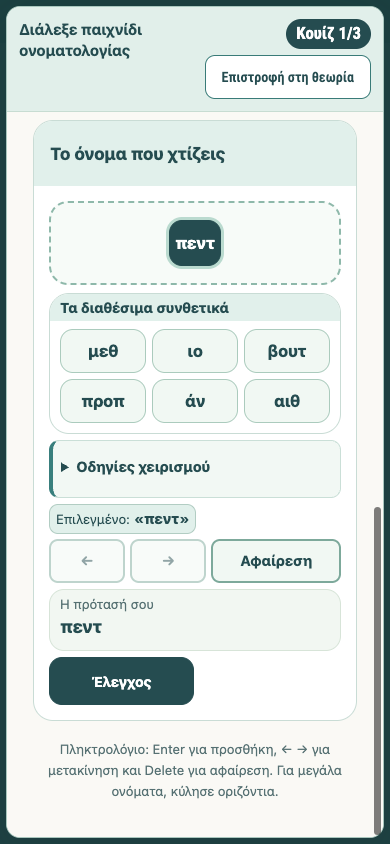 Διάλεξε παιχνίδι
ονοματολογίας
Κουίζ 1/3
Επιστροφή στη θεωρία
Το όνομα που χτίζεις
πεντ
Τα διαθέσιμα συνθετικά
μεθ ιο βουτ
προπ άν αιθ
▶ Οδηγίες χειρισμού
Επιλεγμένο: «πεντ»
← → Αφαίρεση
Η πρότασή σου
πεντ
Έλεγχος
Πληκτρολόγιο: Enter για προσθήκη, ← → για
μετακίνηση και Delete για αφαίρεση. Για μεγάλα
ονόματα, κύλησε οριζόντια.